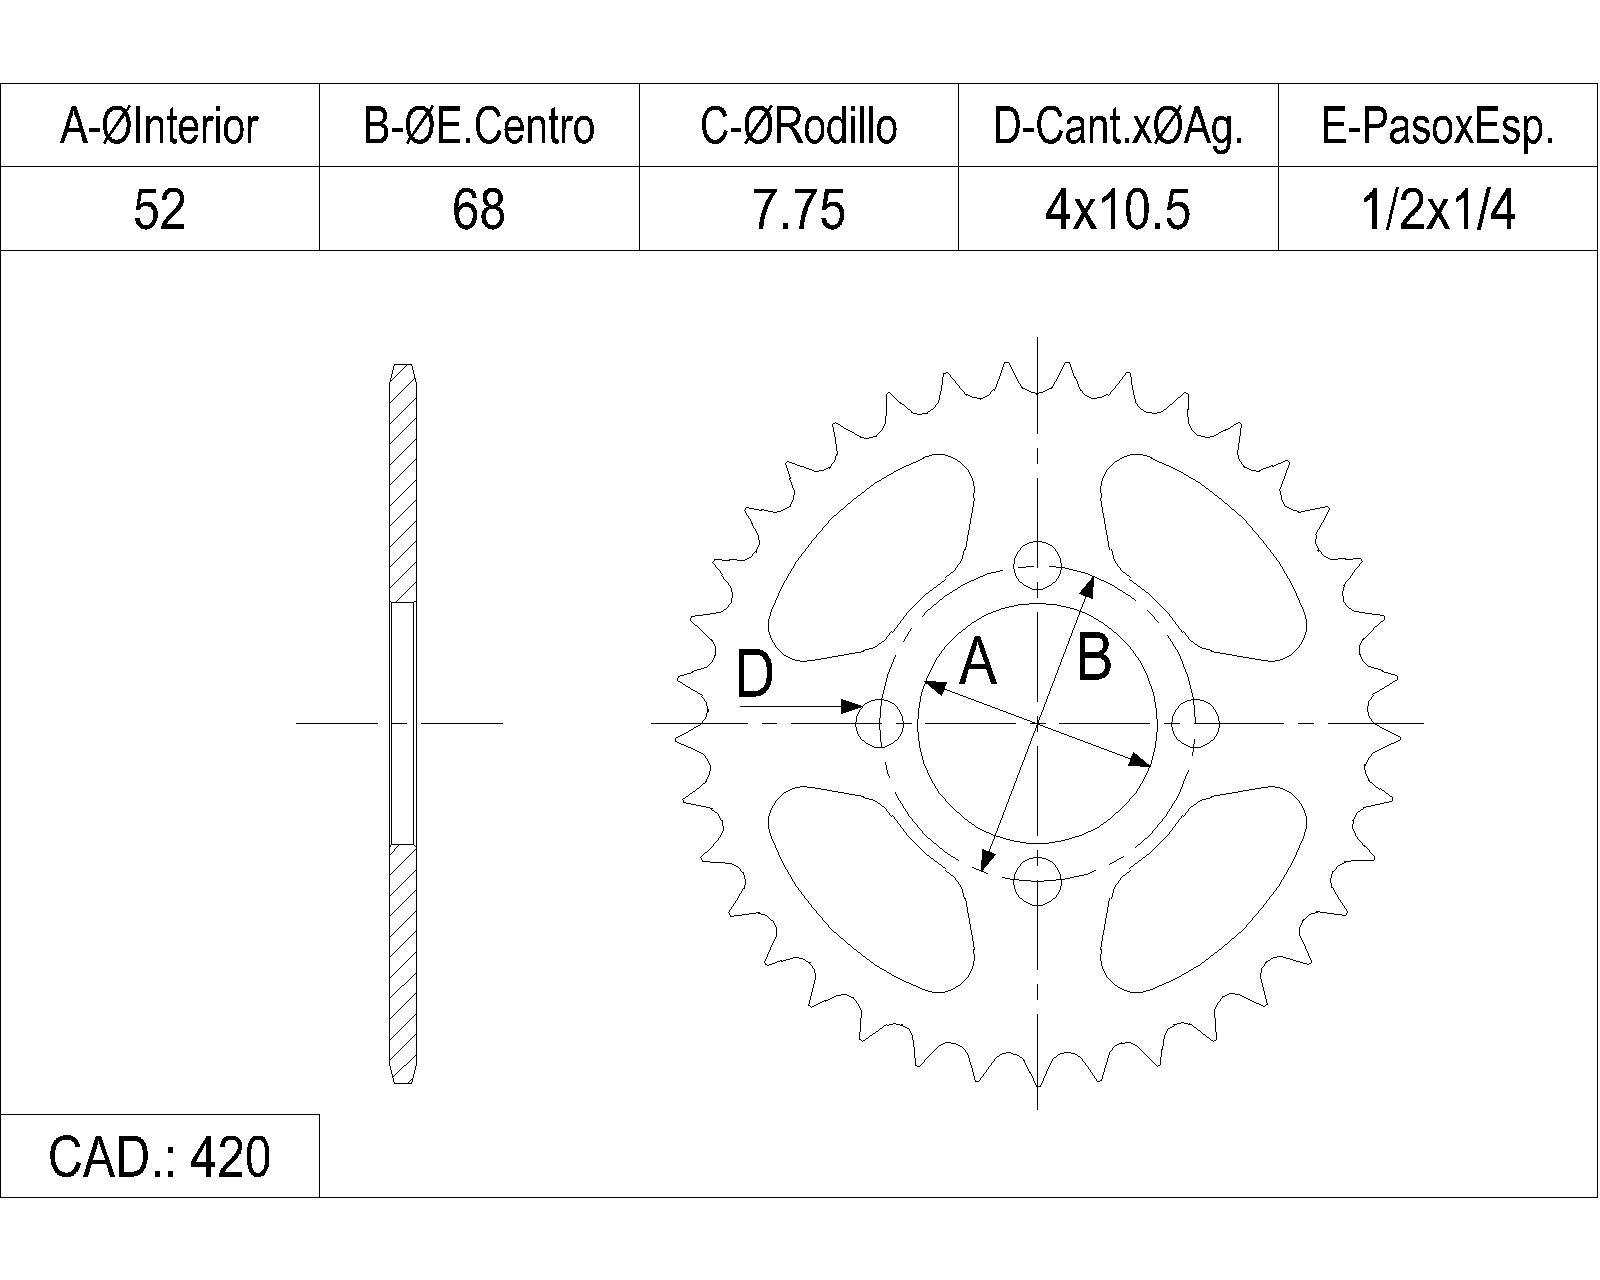 A-ØInterior B-ØE.Centro C-ØRodillo D-Cant.xØAg. E-PasoxEsp.
52 68 7.75 4x10.5 1/2x1/4
A B
D
CAD.: 420